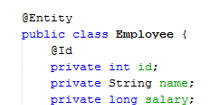 @Entity
public class Employee {
@Id
private int id;
private String name;
private long salary;